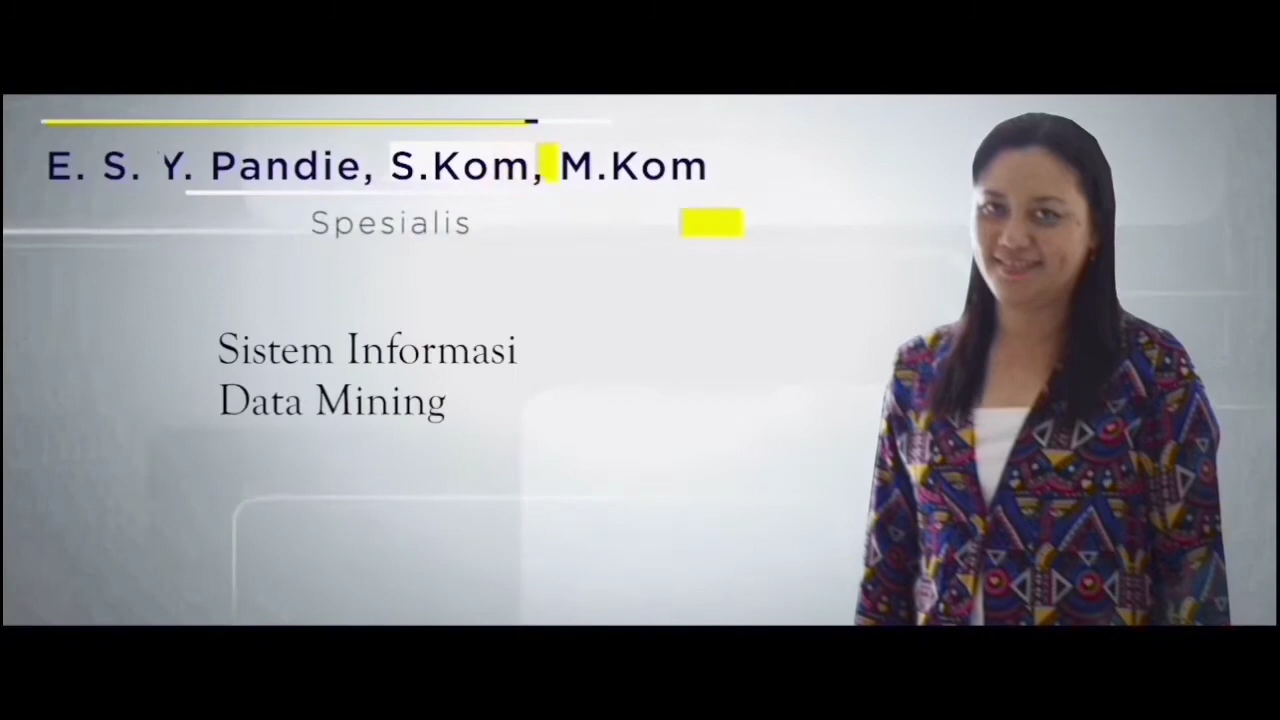 E. S. Y. Pandie, S.Kom, M.Kom
Spesialis
Sistem Informasi
Data Mining